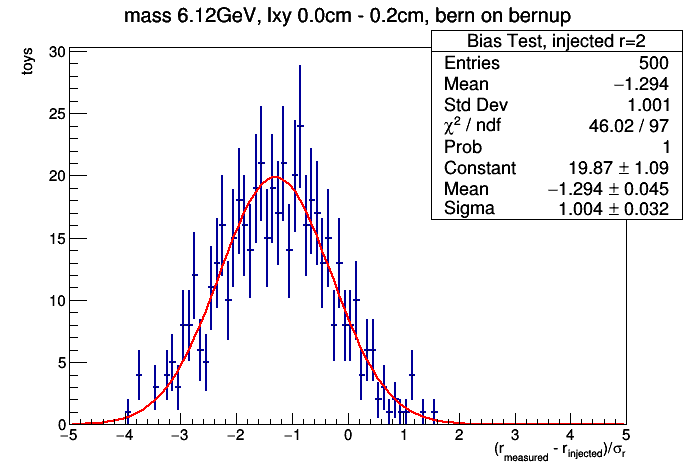 mass 6.12GeV, lxy 0.0cm - 0.2cm, bern on bernup
Bias Test, injected r=2
Entries 500
Mean −1.294
Std Dev 1.001
χ² / ndf 46.02 / 97
Prob 1
Constant 19.87 ± 1.09
Mean −1.294 ± 0.045
Sigma 1.004 ± 0.032
toys
30
25
20
15
10
5
0
−5 −4 −3 −2 −1 0 1 2 3 4 5
(r_measured - r_injected)/σ_r